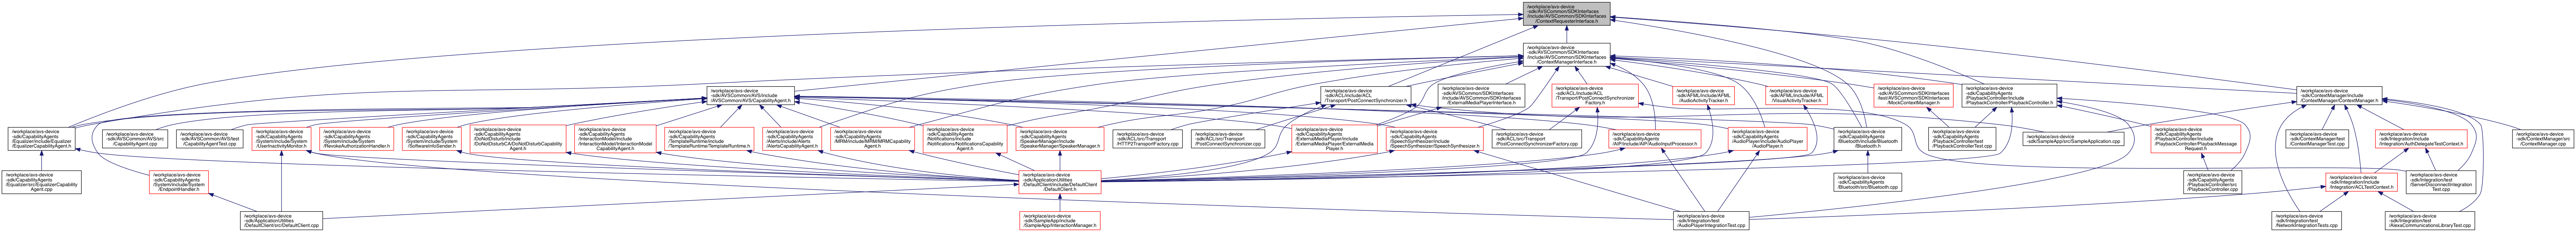 /workplace/avs-device
-sdk/AVSCommon/SDKInterfaces
/include/AVSCommon/SDKInterfaces
/ContextRequesterInterface.h
/workplace/avs-device
-sdk/AVSCommon/SDKInterfaces
/include/AVSCommon/SDKInterfaces
/ContextManagerInterface.h
/workplace/avs-device
-sdk/AVSCommon/AVS/include
/AVSCommon/AVS/CapabilityAgent.h
/workplace/avs-device
-sdk/ACL/include/ACL
/Transport/PostConnectSynchronizer.h
/workplace/avs-device
-sdk/AVSCommon/SDKInterfaces
/include/AVSCommon/SDKInterfaces
/ExternalMediaPlayerInterface.h
/workplace/avs-device
-sdk/ACL/include/ACL
/Transport/PostConnectSynchronizer
Factory.h
/workplace/avs-device
-sdk/AFML/include/AFML
/AudioActivityTracker.h
/workplace/avs-device
-sdk/AFML/include/AFML
/VisualActivityTracker.h
/workplace/avs-device
-sdk/AVSCommon/SDKInterfaces
/test/AVSCommon/SDKInterfaces
/MockContextManager.h
/workplace/avs-device
-sdk/CapabilityAgents
/PlaybackController/include
/PlaybackController/PlaybackController.h
/workplace/avs-device
-sdk/ContextManager/include
/ContextManager/ContextManager.h
/workplace/avs-device
-sdk/CapabilityAgents
/Equalizer/include/Equalizer
/EqualizerCapabilityAgent.h
/workplace/avs-device
-sdk/AVSCommon/AVS/src
/CapabilityAgent.cpp
/workplace/avs-device
-sdk/AVSCommon/AVS/test
/CapabilityAgentTest.cpp
/workplace/avs-device
-sdk/CapabilityAgents
/System/include/System
/UserInactivityMonitor.h
/workplace/avs-device
-sdk/CapabilityAgents
/System/include/System
/RevokeAuthorizationHandler.h
/workplace/avs-device
-sdk/CapabilityAgents
/System/include/System
/SoftwareInfoSender.h
/workplace/avs-device
-sdk/CapabilityAgents
/DoNotDisturb/include
/DoNotDisturbCA/DoNotDisturbCapability
Agent.h
/workplace/avs-device
-sdk/CapabilityAgents
/InteractionModel/include
/InteractionModel/InteractionModel
CapabilityAgent.h
/workplace/avs-device
-sdk/CapabilityAgents
/TemplateRuntime/include
/TemplateRuntime/TemplateRuntime.h
/workplace/avs-device
-sdk/CapabilityAgents
/Alerts/include/Alerts
/AlertsCapabilityAgent.h
/workplace/avs-device
-sdk/CapabilityAgents
/MRM/include/MRM/MRMCapability
Agent.h
/workplace/avs-device
-sdk/CapabilityAgents
/Notifications/include
/Notifications/NotificationsCapability
Agent.h
/workplace/avs-device
-sdk/CapabilityAgents
/SpeakerManager/include
/SpeakerManager/SpeakerManager.h
/workplace/avs-device
-sdk/ACL/src/Transport
/HTTP2TransportFactory.cpp
/workplace/avs-device
-sdk/ACL/src/Transport
/PostConnectSynchronizer.cpp
/workplace/avs-device
-sdk/CapabilityAgents
/ExternalMediaPlayer/include
/ExternalMediaPlayer/ExternalMedia
Player.h
/workplace/avs-device
-sdk/CapabilityAgents
/SpeechSynthesizer/include
/SpeechSynthesizer/SpeechSynthesizer.h
/workplace/avs-device
-sdk/ACL/src/Transport
/PostConnectSynchronizerFactory.cpp
/workplace/avs-device
-sdk/CapabilityAgents
/AIP/include/AIP/AudioInputProcessor.h
/workplace/avs-device
-sdk/CapabilityAgents
/AudioPlayer/include/AudioPlayer
/AudioPlayer.h
/workplace/avs-device
-sdk/CapabilityAgents
/Bluetooth/include/Bluetooth
/Bluetooth.h
/workplace/avs-device
-sdk/CapabilityAgents
/PlaybackController/test
/PlaybackControllerTest.cpp
/workplace/avs-device
-sdk/SampleApp/src/SampleApplication.cpp
/workplace/avs-device
-sdk/CapabilityAgents
/PlaybackController/include
/PlaybackController/PlaybackMessage
Request.h
/workplace/avs-device
-sdk/ContextManager/test
/ContextManagerTest.cpp
/workplace/avs-device
-sdk/Integration/include
/Integration/AuthDelegateTestContext.h
/workplace/avs-device
-sdk/ContextManager/src
/ContextManager.cpp
/workplace/avs-device
-sdk/CapabilityAgents
/Equalizer/src/EqualizerCapability
Agent.cpp
/workplace/avs-device
-sdk/CapabilityAgents
/System/include/System
/EndpointHandler.h
/workplace/avs-device
-sdk/ApplicationUtilities
/DefaultClient/include/DefaultClient
/DefaultClient.h
/workplace/avs-device
-sdk/CapabilityAgents
/Bluetooth/src/Bluetooth.cpp
/workplace/avs-device
-sdk/CapabilityAgents
/PlaybackController/src
/PlaybackController.cpp
/workplace/avs-device
-sdk/Integration/include
/Integration/ACLTestContext.h
/workplace/avs-device
-sdk/Integration/test
/ServerDisconnectIntegration
Test.cpp
/workplace/avs-device
-sdk/ApplicationUtilities
/DefaultClient/src/DefaultClient.cpp
/workplace/avs-device
-sdk/SampleApp/include
/SampleApp/InteractionManager.h
/workplace/avs-device
-sdk/Integration/test
/AudioPlayerIntegrationTest.cpp
/workplace/avs-device
-sdk/Integration/test
/NetworkIntegrationTests.cpp
/workplace/avs-device
-sdk/Integration/test
/AlexaCommunicationsLibraryTest.cpp